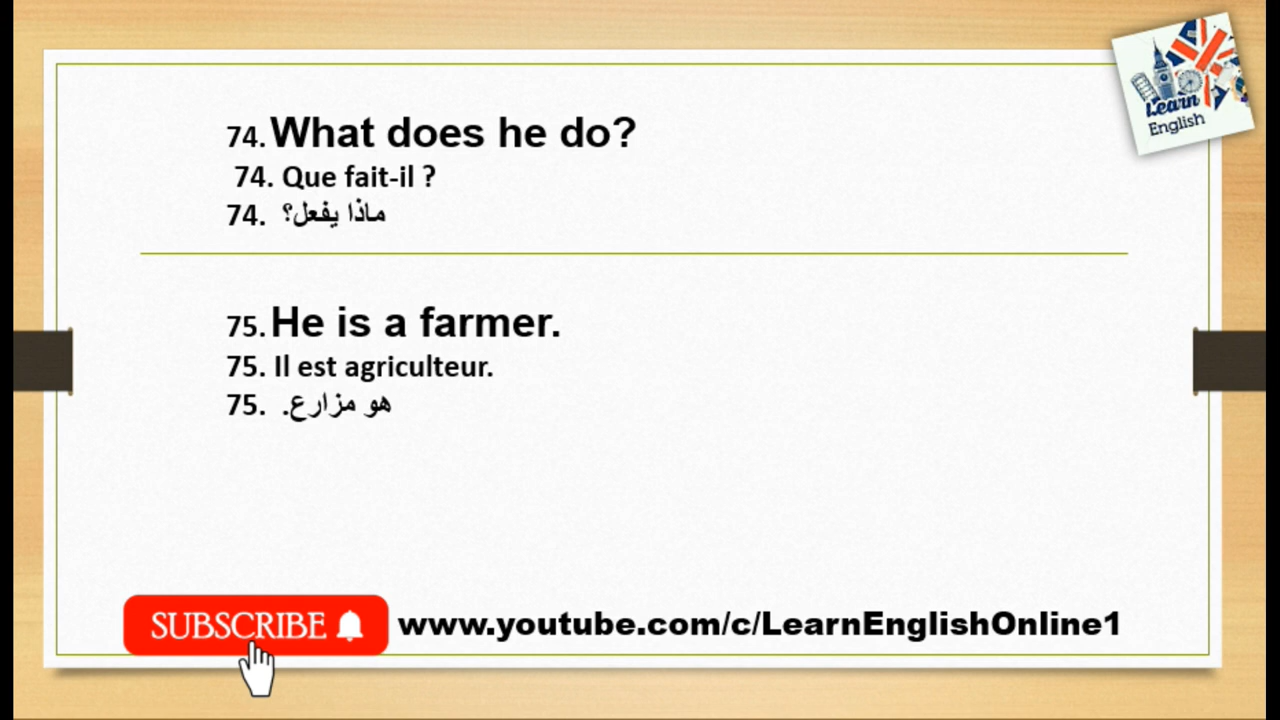 74. What does he do?
74. Que fait-il ?
74. ماذا يفعل؟
75. He is a farmer.
75. Il est agriculteur.
75. هو مزارع.
Learn
English
SUBSCRIBE
www.youtube.com/c/LearnEnglishOnline1